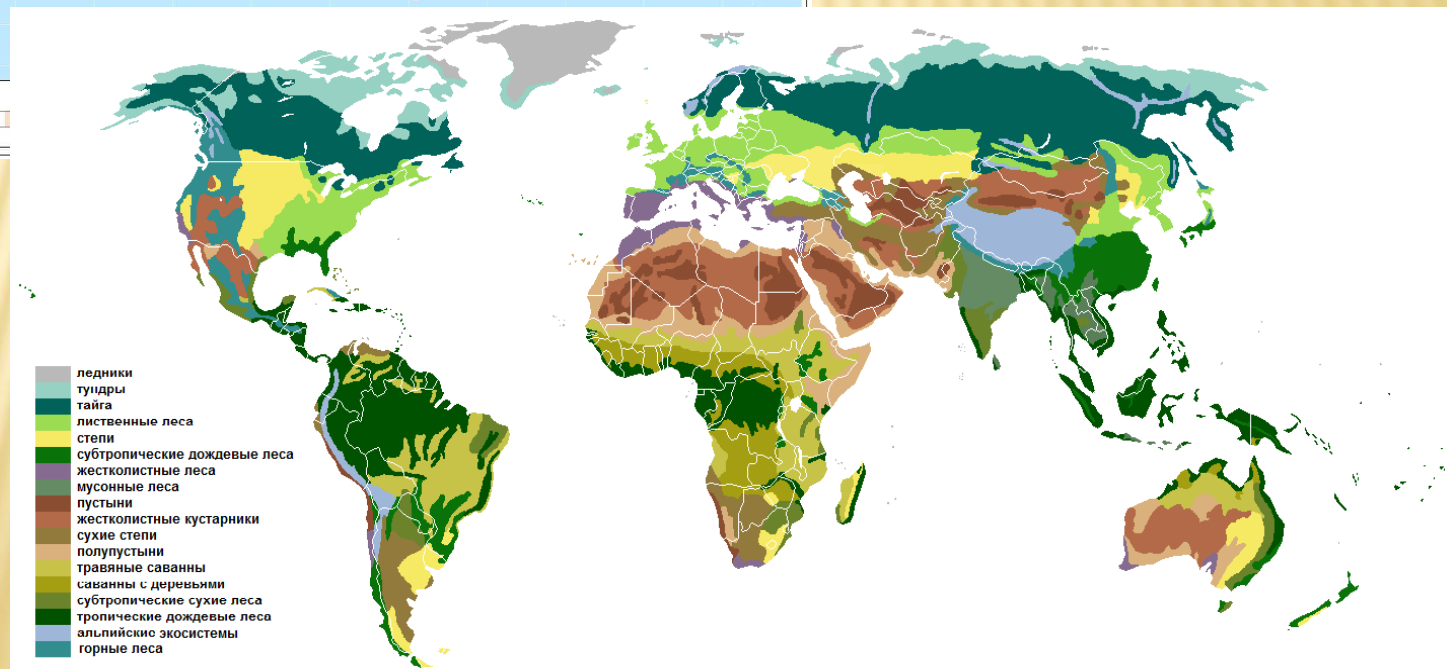 ледники
тундры
тайга
лиственные леса
степи
субтропические дождевые леса
жестколистные леса
мусонные леса
пустыни
жестколистные кустарники
сухие степи
полупустыни
травяные саванны
саванны с деревьями
субтропические сухие леса
тропические дождевые леса
альпийские экосистемы
горные леса